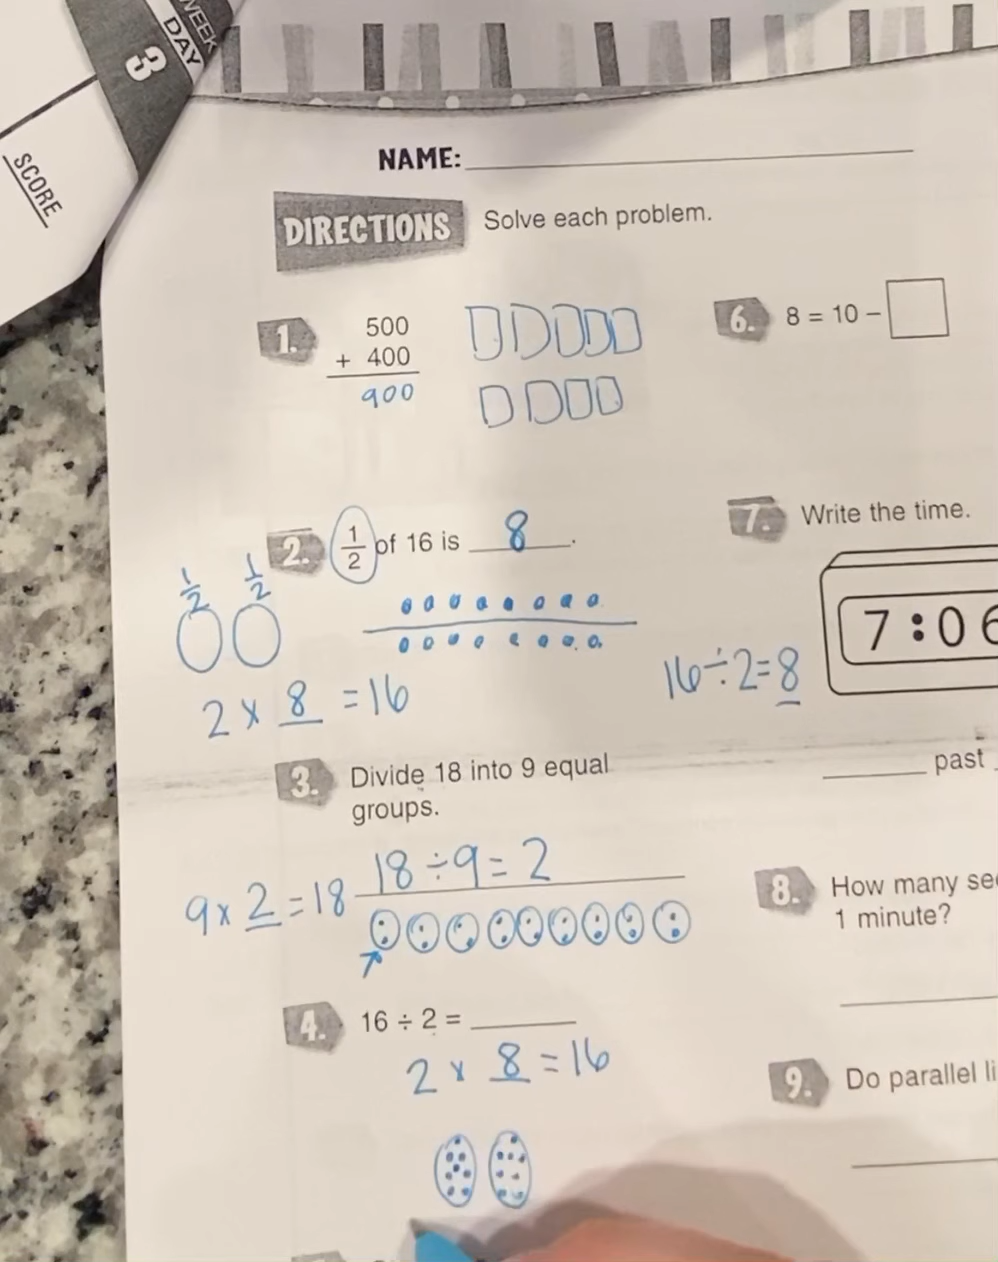 WEEK
DAY
3
SCORE
NAME:
DIRECTIONS Solve each problem.
1. 500
+ 400
900
2. 1/2 of 16 is 8.
1/2 1/2
2 x 8 = 16
16 ÷ 2 = 8
3. Divide 18 into 9 equal
groups.
18 ÷ 9 = 2
9 x 2 = 18
4. 16 ÷ 2 =
2 x 8 = 16
6. 8 = 10 –
7. Write the time.
7:06
past
8. How many se
1 minute?
9. Do parallel li